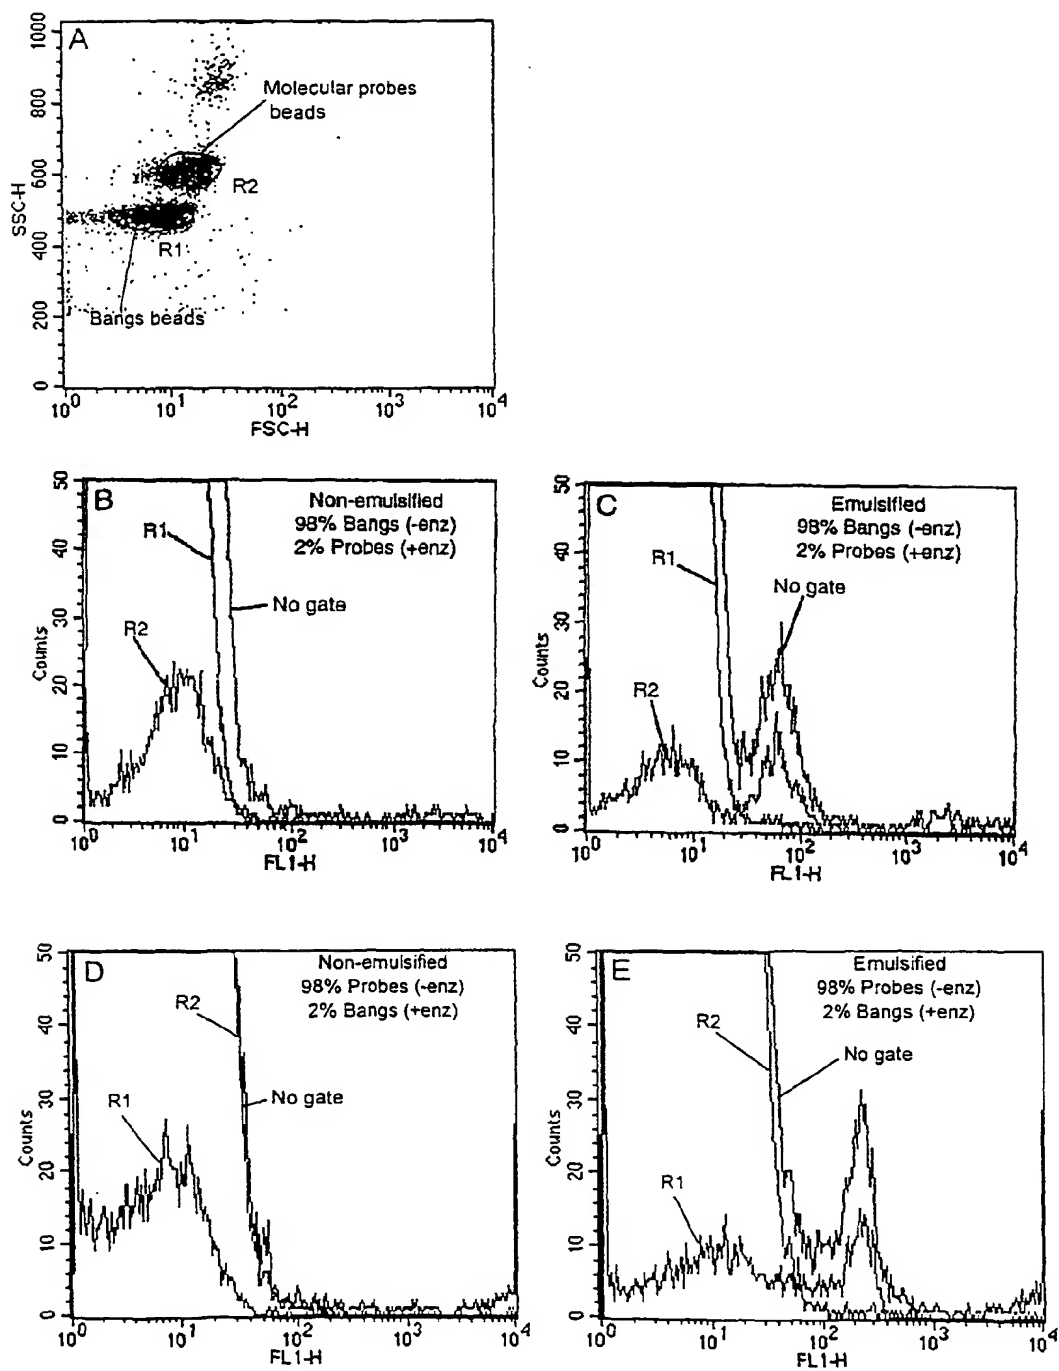 A
1000
800
600
400
200
0
SSC-H
Molecular probes
beads
R2
R1
Bangs beads
10^0 10^1 10^2 10^3 10^4
FSC-H
B
Non-emulsified
98% Bangs (-enz)
2% Probes (+enz)
R1
No gate
R2
50
40
30
20
10
0
Counts
10^0 10^1 10^2 10^3 10^4
FL1-H
C
Emulsified
98% Bangs (-enz)
2% Probes (+enz)
R1
No gate
R2
50
40
30
20
10
0
Counts
10^0 10^1 10^2 10^3 10^4
FL1-H
D
Non-emulsified
98% Probes (-enz)
2% Bangs (+enz)
R2
No gate
R1
50
40
30
20
10
0
Counts
10^0 10^1 10^2 10^3 10^4
FL1-H
E
Emulsified
98% Probes (-enz)
2% Bangs (+enz)
R2
No gate
R1
50
40
30
20
10
0
Counts
10^0 10^1 10^2 10^3 10^4
FL1-H